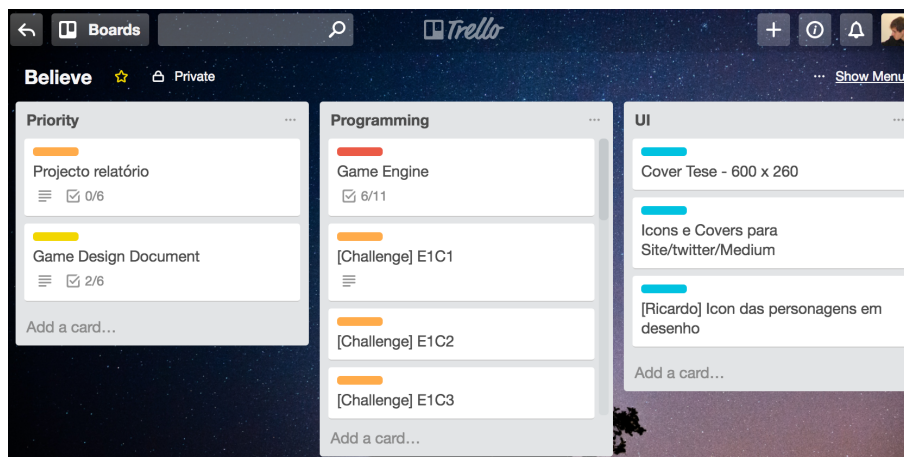 Boards
Trello
Believe
Private
... Show Menu
Priority
Projecto relatório
0/6
Game Design Document
2/6
Add a card...
Programming
Game Engine
6/11
[Challenge] E1C1
[Challenge] E1C2
[Challenge] E1C3
Add a card...
UI
Cover Tese - 600 x 260
Icons e Covers para
Site/twitter/Medium
[Ricardo] Icon das personagens em
desenho
Add a card...